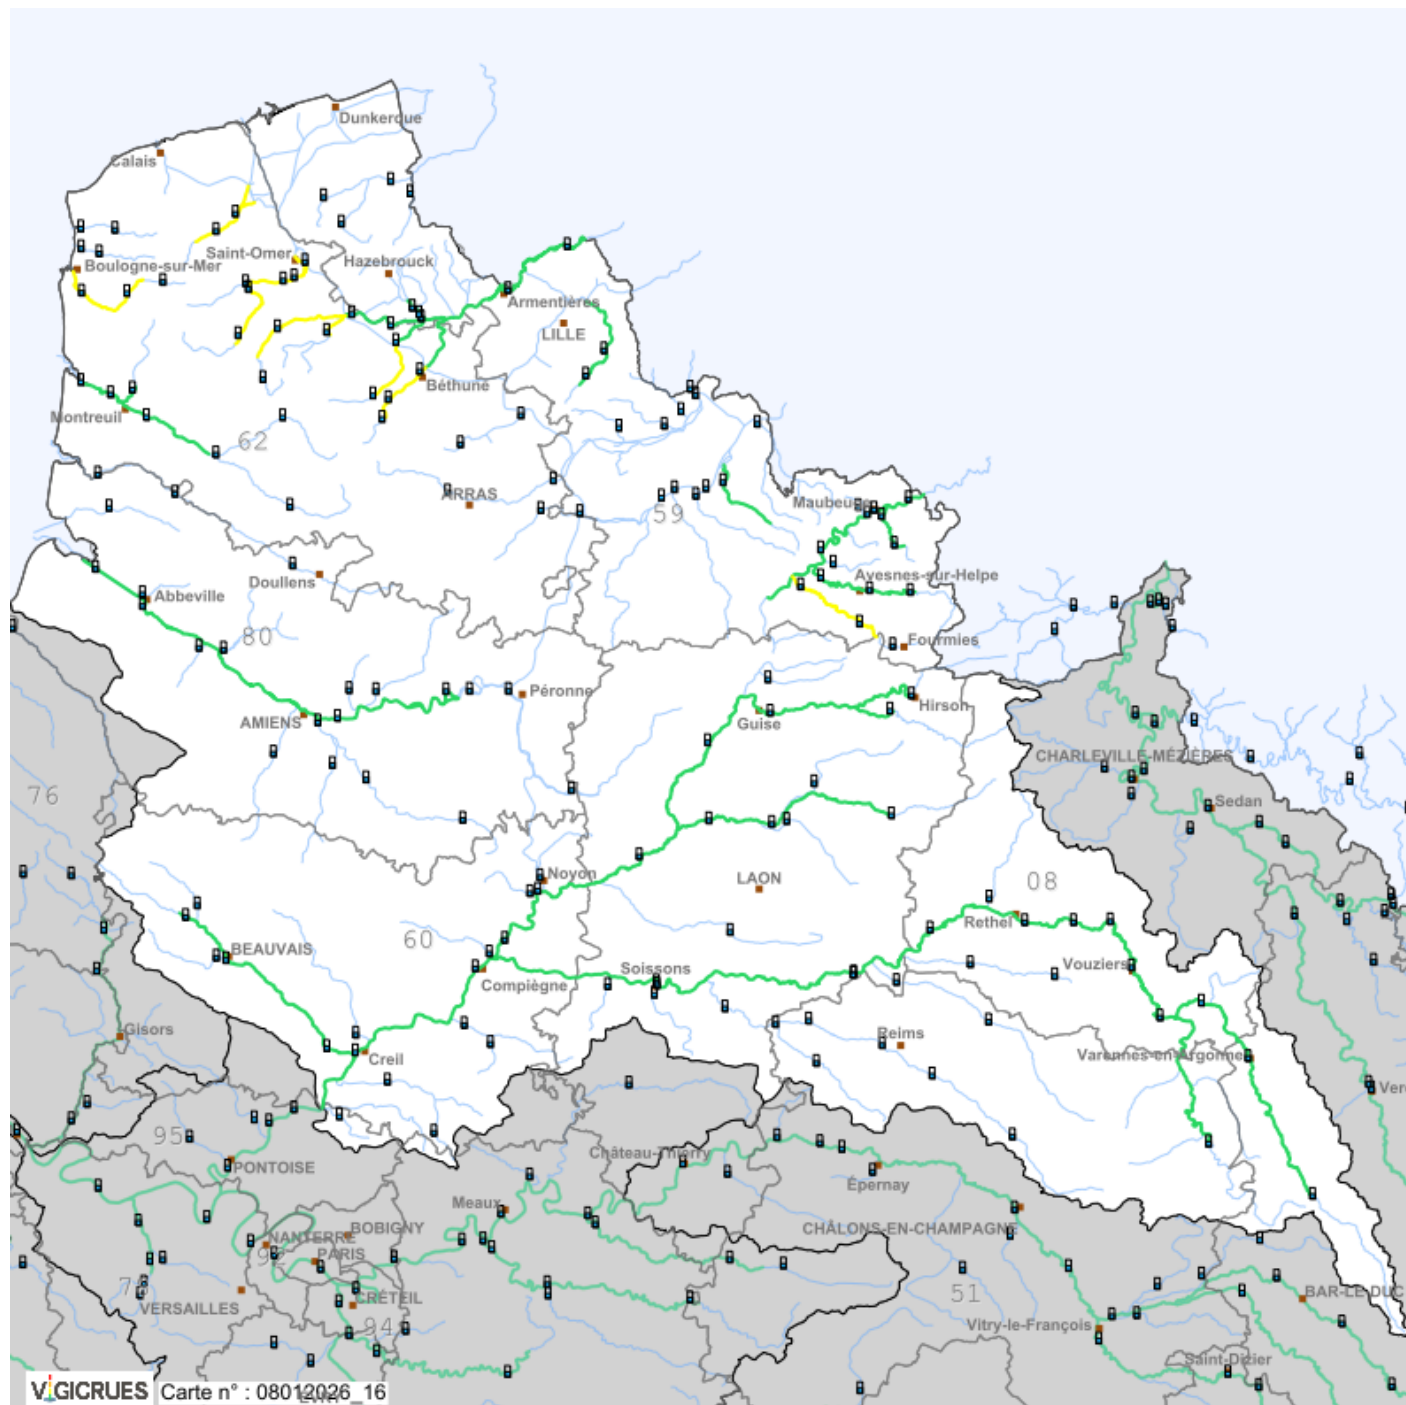 Dunkerque
Calais
Saint-Omer
Hazebrouck
Boulogne-sur-Mer
Armentières
LILLE
Béthune
Montreuil
62
ARRAS
59
Maubeuge
Doullens
Avesnes-sur-Helpe
Abbeville
80
Fourmies
Péronne
AMIENS
Guise
Hirson
CHARLEVILLE-MÉZIÈRES
76
Sedan
Noyon
LAON
08
Rethel
60
BEAUVAIS
Soissons
Vouziers
Compiègne
Gisors
Creil
Reims
Varennes-en-Argonne
Ver
95
PONTOISE
Château-Thierry
Épernay
Meaux
BOBIGNY
NANTERRE
CHÂLONS-EN-CHAMPAGNE
92
PARIS
78
VERSAILLES
CRÉTEIL
94
51
BAR-LE-DUC
Vitry-le-François
Saint-Dizier
VIGICRUES Carte n° : 08012026_16